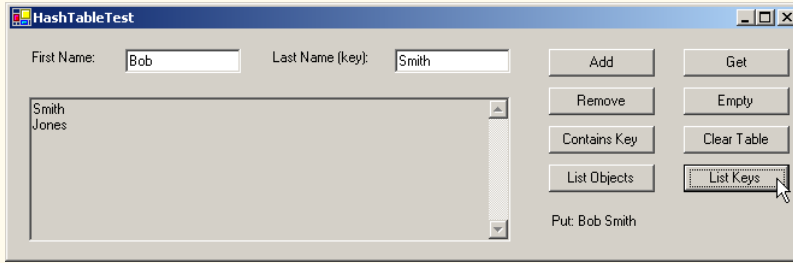 HashTableTest
First Name: Bob Last Name (key): Smith Add Get
Smith
Jones
Remove Empty
Contains Key Clear Table
List Objects List Keys
Put: Bob Smith